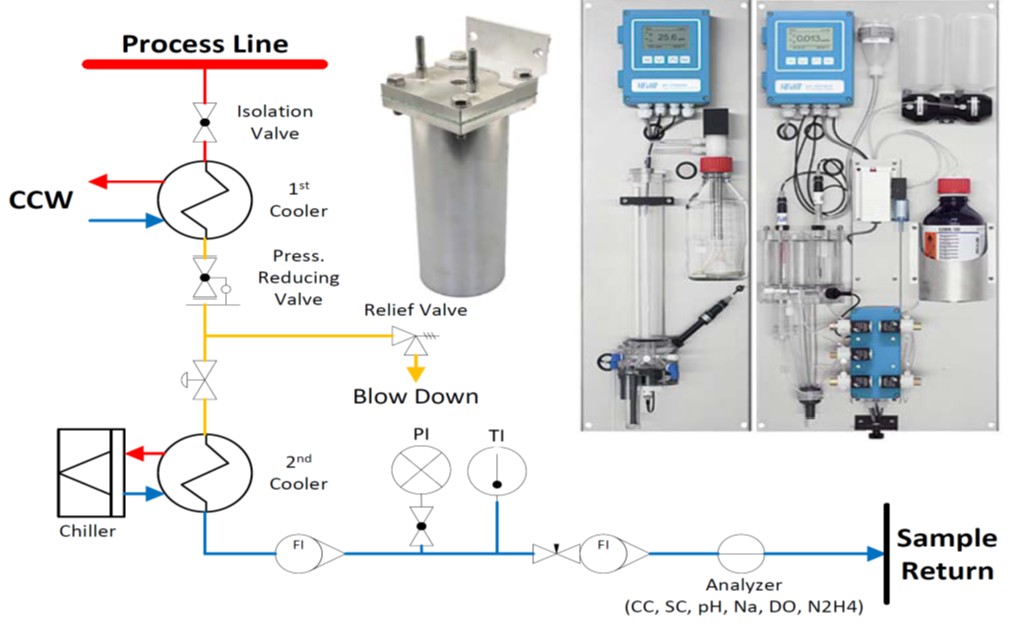 Process Line
Isolation
Valve
CCW
1st
Cooler
Press.
Reducing
Valve
Relief Valve
Blow Down
PI
TI
2nd
Cooler
Chiller
FI
FI
Analyzer
(CC, SC, pH, Na, DO, N2H4)
Sample
Return
25.6
0.013